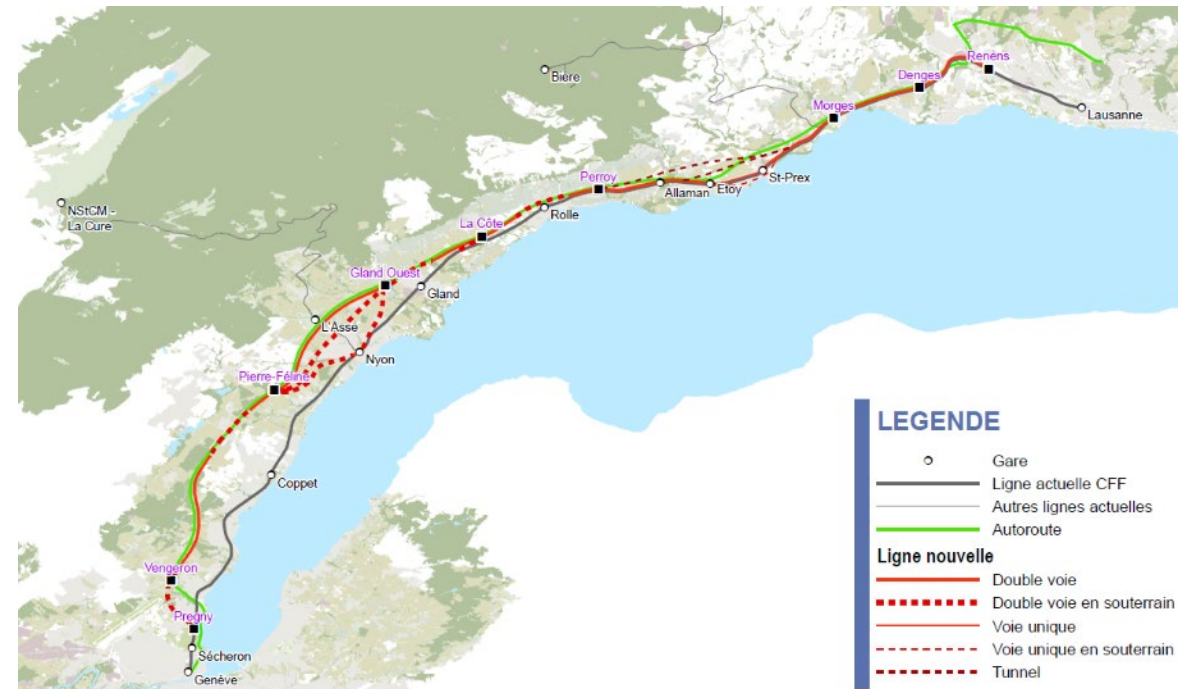 Bière
Renens
Denges
Lausanne
Morges
St-Prex
Perroy
Allaman
Etoy
NStCM -
La Cure
Rolle
La Côte
Gland Ouest
Gland
L'Asse
Nyon
Pierre-Féline
Coppet
Vengeron
Pregny
Sécheron
Genève
LEGENDE
Gare
Ligne actuelle CFF
Autres lignes actuelles
Autoroute
Ligne nouvelle
Double voie
Double voie en souterrain
Voie unique
Voie unique en souterrain
Tunnel